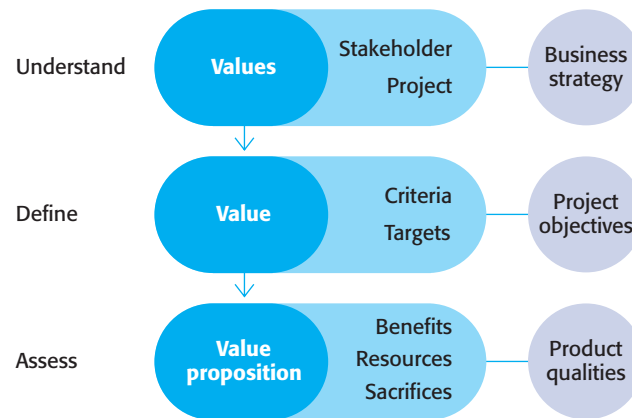 Understand
Values
Stakeholder
Project
Business
strategy
Define
Value
Criteria
Targets
Project
objectives
Assess
Value
proposition
Benefits
Resources
Sacrifices
Product
qualities